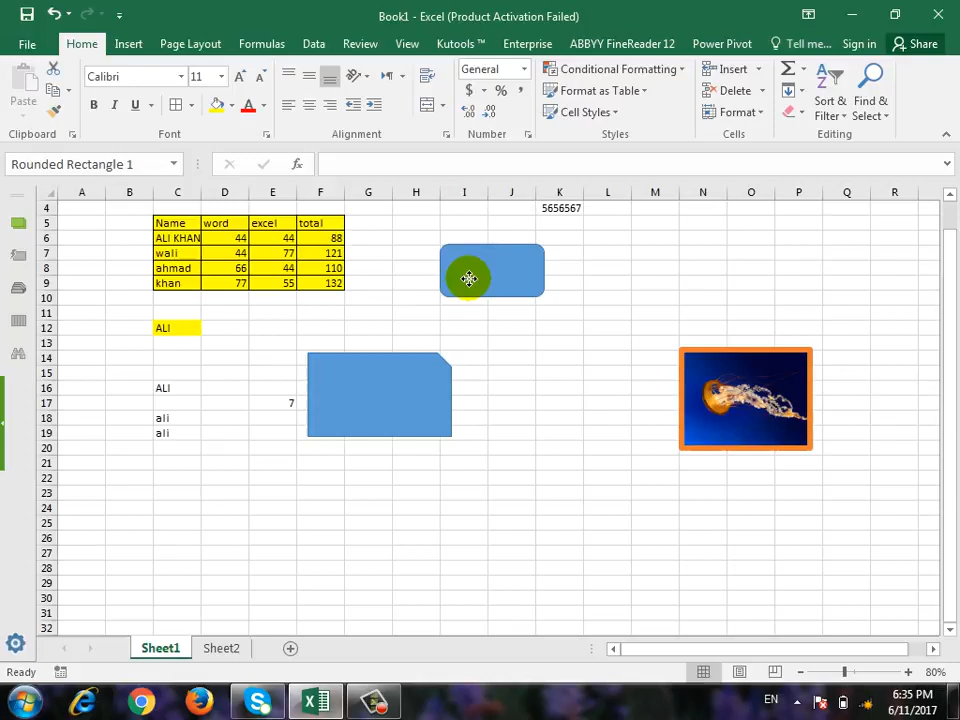 Book1 - Excel (Product Activation Failed)
File Home Insert Page Layout Formulas Data Review View Kutools ™ Enterprise ABBYY FineReader 12 Power Pivot Tell me... Sign in Share
Calibri 11 General Conditional Formatting Insert
Paste B I U $ % , Format as Table Delete Sort & Find &
Cell Styles Format Filter Select
Clipboard Font Alignment Number Styles Cells Editing
Rounded Rectangle 1 fx
A B C D E F G H I J K L M N O P Q R
4 5656567
5 Name word excel total
6 ALI KHAN 44 44 88
7 wali 44 77 121
8 ahmad 66 44 110
9 khan 77 55 132
10
11
12 ALI
13
14
15
16 ALI
17 7
18 ali
19 ali
20
21
22
23
24
25
26
27
28
29
30
31
32
Sheet1 Sheet2
Ready 80%
EN 6:35 PM
6/11/2017